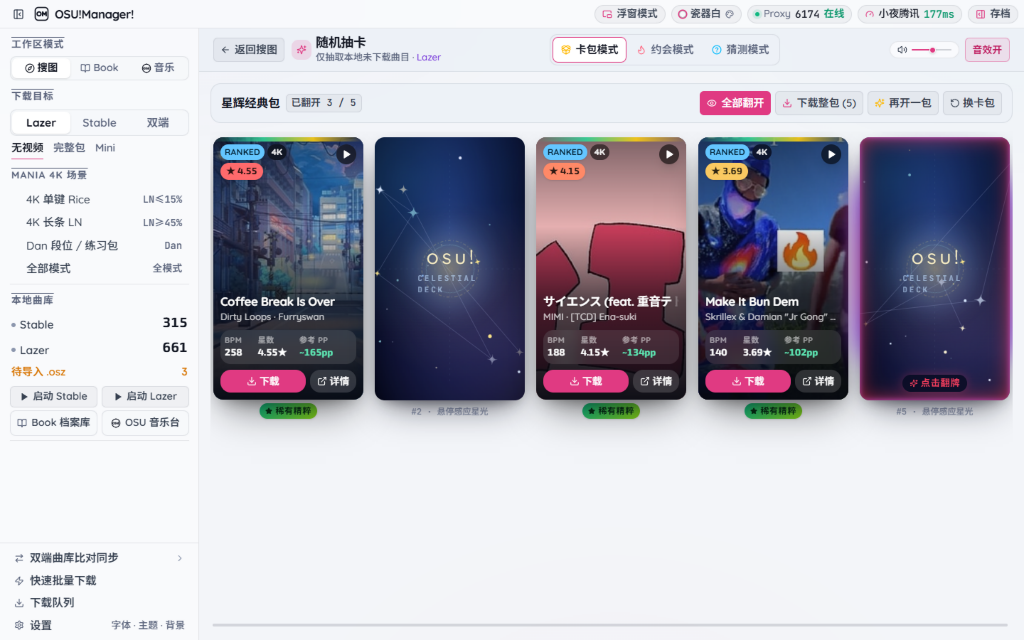 OSU!Manager!
浮窗模式
瓷器白
Proxy 6174 在线
小夜腾讯 177ms
存档
工作区模式
搜图
Book
音乐
下载目标
Lazer
Stable
双端
无视频
完整包
Mini
MANIA 4K 场景
4K 单键 Rice LN≤15%
4K 长条 LN LN≥45%
Dan 段位 / 练习包 Dan
全部模式 全模式
本地曲库
Stable 315
Lazer 661
待导入 .osz 3
启动 Stable
启动 Lazer
Book 档案库
OSU 音乐台
双端曲库比对同步
快速批量下载
下载队列
设置 字体 · 主题 · 背景
← 返回搜图
随机抽卡
仅抽取本地未下载曲目 · Lazer
卡包模式
约会模式
猜测模式
音效开
星辉经典包
已翻开 3 / 5
全部翻开
下载整包 (5)
再开一包
换卡包
RANKED 4K
★ 4.55
Coffee Break Is Over
Dirty Loops · Furryswan
BPM 星数 参考 PP
258 4.55★ ~165pp
下载
详情
★ 稀有精粹
OSU!
CELESTIAL
DECK
#2 · 悬停感应星光
RANKED 4K
★ 4.15
サイエンス (feat. 重音テ
MIMI · [TCD] Ena-suki
BPM 星数 参考 PP
188 4.15★ ~134pp
下载
详情
★ 稀有精粹
RANKED 4K
★ 3.69
Make It Bun Dem
Skrillex & Damian "Jr Gong" ...
BPM 星数 参考 PP
140 3.69★ ~102pp
下载
详情
★ 稀有精粹
OSU!
CELESTIAL
DECK
点击翻牌
#5 · 悬停感应星光